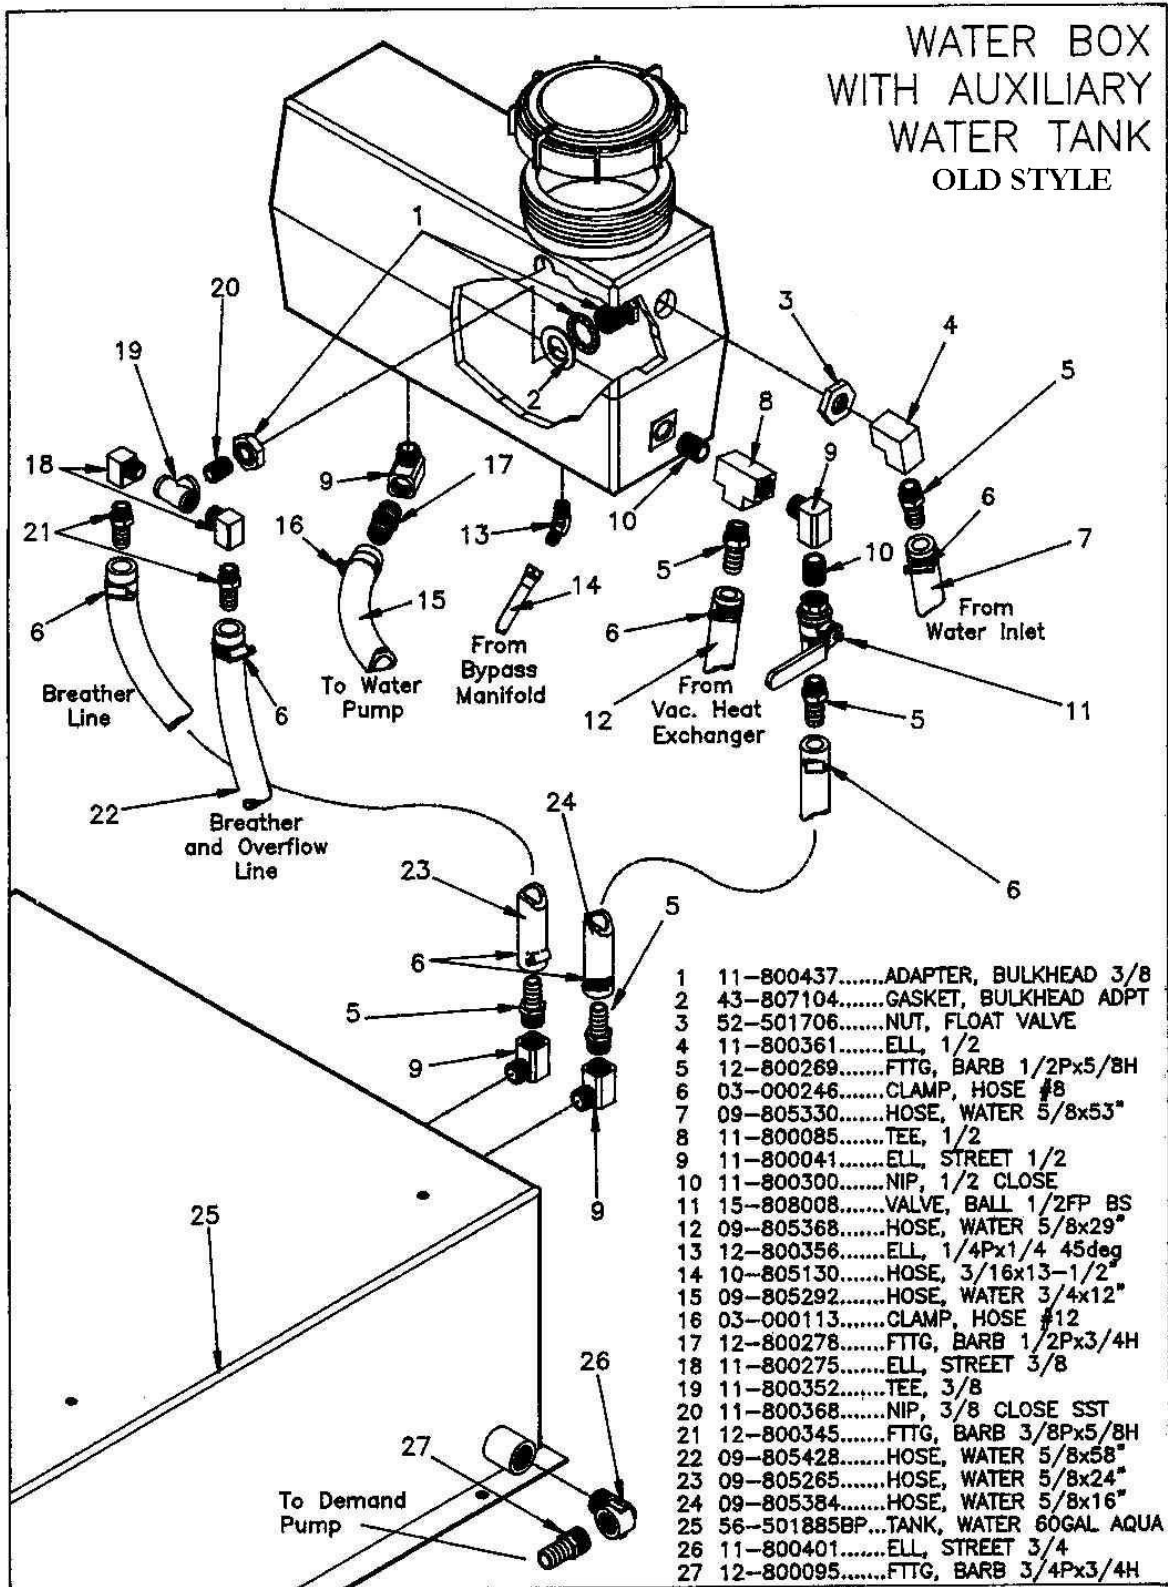 WATER BOX
WITH AUXILIARY
WATER TANK
OLD STYLE
1
20
3
4
19
5
2
8
18
9
17
9
6
21
16
13
10
7
5
10
6
15
14
6
From
Water Inlet
From
Bypass
Manifold
To Water
Pump
Breather
Line
6
12
From
Vac. Heat
Exchanger
5
11
22
Breather
and Overflow
Line
24
23
6
5
6
5
9
9
25
26
27
To Demand
Pump
1 11-800437.......ADAPTER, BULKHEAD 3/8
2 43-807104.......GASKET, BULKHEAD ADPT
3 52-501706.......NUT, FLOAT VALVE
4 11-800361.......ELL, 1/2
5 12-800269.......FTTG, BARB 1/2Px5/8H
6 03-000246.......CLAMP, HOSE #8
7 09-805330.......HOSE, WATER 5/8x53"
8 11-800085.......TEE, 1/2
9 11-800041.......ELL, STREET 1/2
10 11-800300.......NIP, 1/2 CLOSE
11 15-808008.......VALVE, BALL 1/2FP BS
12 09-805368.......HOSE, WATER 5/8x29"
13 12-800356.......ELL, 1/4Px1/4 45deg
14 10-805130.......HOSE, 3/16x13-1/2"
15 09-805292.......HOSE, WATER 3/4x12"
16 03-000113.......CLAMP, HOSE #12
17 12-800278.......FTTG, BARB 1/2Px3/4H
18 11-800275.......ELL, STREET 3/8
19 11-800352.......TEE, 3/8
20 11-800368.......NIP, 3/8 CLOSE SST
21 12-800345.......FTTG, BARB 3/8Px5/8H
22 09-805428.......HOSE, WATER 5/8x58"
23 09-805265.......HOSE, WATER 5/8x24"
24 09-805384.......HOSE, WATER 5/8x16"
25 56-501885BP...TANK, WATER 60GAL AQUA
26 11-800401.......ELL, STREET 3/4
27 12-800095.......FTTG, BARB 3/4Px3/4H